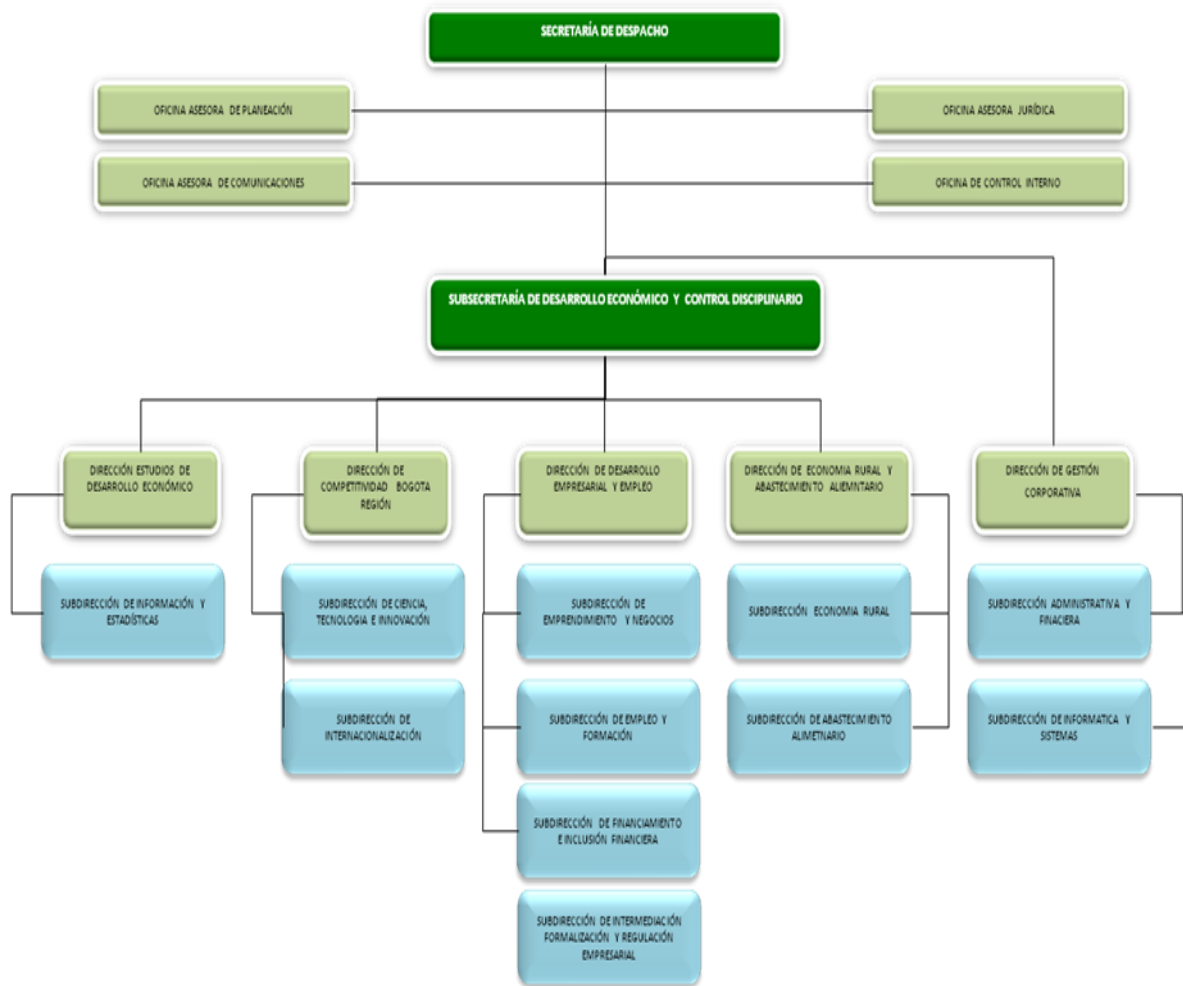 SECRETARÍA DE DESPACHO
OFICINA ASESORA DE PLANEACIÓN
OFICINA ASESORA JURÍDICA
OFICINA ASESORA DE COMUNICACIONES
OFICINA DE CONTROL INTERNO
SUBSECRETARÍA DE DESARROLLO ECONÓMICO Y CONTROL DISCIPLINARIO
DIRECCIÓN ESTUDIOS DE
DESARROLLO ECONÓMICO
DIRECCIÓN DE
COMPETITIVIDAD BOGOTA
REGIÓN
DIRECCIÓN DE DESARROLLO
EMPRESARIAL Y EMPLEO
DIRECCIÓN DE ECONOMIA RURAL Y
ABASTECIMIENTO ALIEMNTARIO
DIRECCIÓN DE GESTIÓN
CORPORATIVA
SUBDIRECCIÓN DE INFORMACIÓN Y
ESTADÍSTICAS
SUBDIRECCIÓN DE CIENCIA,
TECNOLOGIA E INNOVACIÓN
SUBDIRECCIÓN DE
EMPRENDIMIENTO Y NEGOCIOS
SUBDIRECCIÓN ECONOMIA RURAL
SUBDIRECCIÓN ADMINISTRATIVA Y
FINACIERA
SUBDIRECCIÓN DE
INTERNACIONALIZACIÓN
SUBDIRECCIÓN DE EMPLEO Y
FORMACIÓN
SUBDIRECCIÓN DE ABASTECIMIENTO
ALIMETNARIO
SUBDIRECCIÓN DE INFORMATICA Y
SISTEMAS
SUBDIRECCIÓN DE FINANCIAMIENTO
E INCLUSIÓN FINANCIERA
SUBDIRECCIÓN DE INTERMEDIACIÓN
FORMALIZACIÓN Y REGULACIÓN
EMPRESARIAL